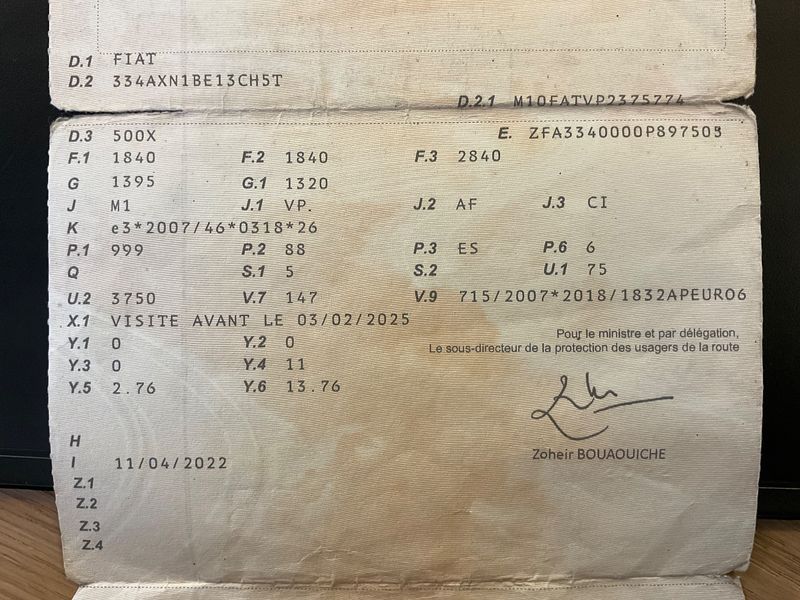 D.1 FIAT
D.2 334AXN1BE13CH5T
D.2.1 M10FATVP2375774
D.3 500X E. ZFA3340000P897503
F.1 1840 F.2 1840 F.3 2840
G 1395 G.1 1320
J M1 J.1 VP. J.2 AF J.3 CI
K e3*2007/46*0318*26
P.1 999 P.2 88 P.3 ES P.6 6
Q S.1 5 S.2 U.1 75
U.2 3750 V.7 147 V.9 715/2007*2018/1832APEURO6
X.1 VISITE AVANT LE 03/02/2025
Y.1 0 Y.2 0
Pour le ministre et par délégation,
Le sous-directeur de la protection des usagers de la route
Y.3 0 Y.4 11
Y.5 2.76 Y.6 13.76
Zoheir BOUAOUICHE
H
I 11/04/2022
Z.1
Z.2
Z.3
Z.4